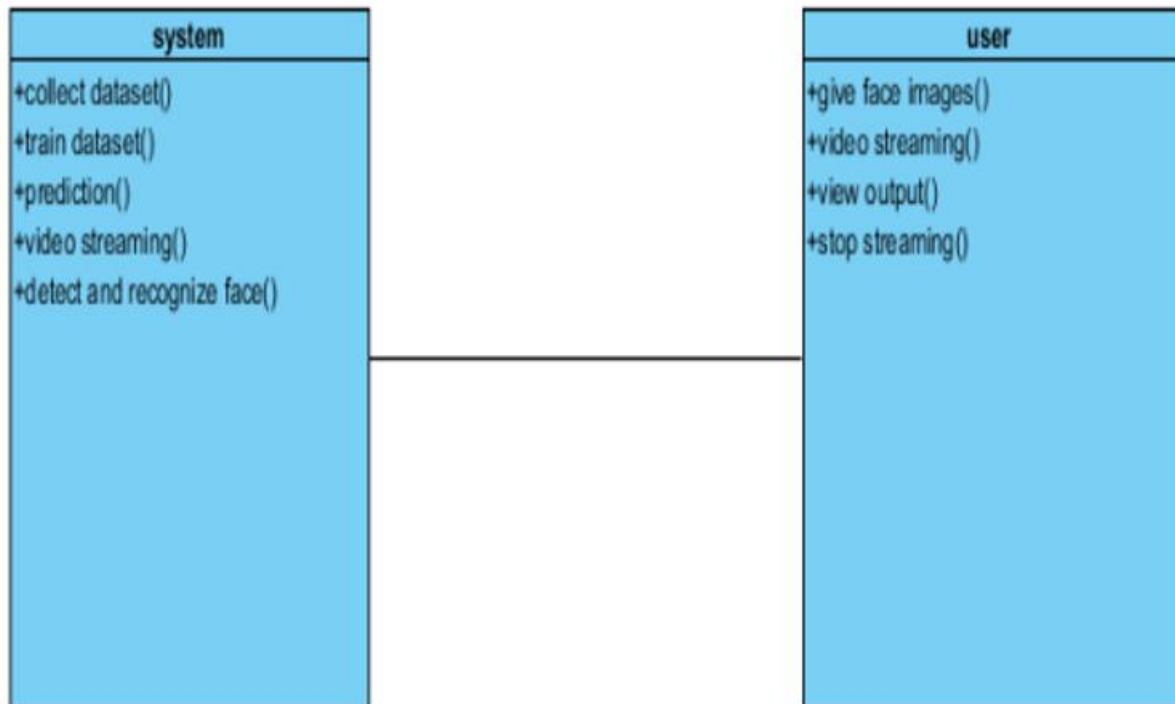 system
+collect dataset()
+train dataset()
+prediction()
+video streaming()
+detect and recognize face()
user
+give face images()
+video streaming()
+view output()
+stop streaming()